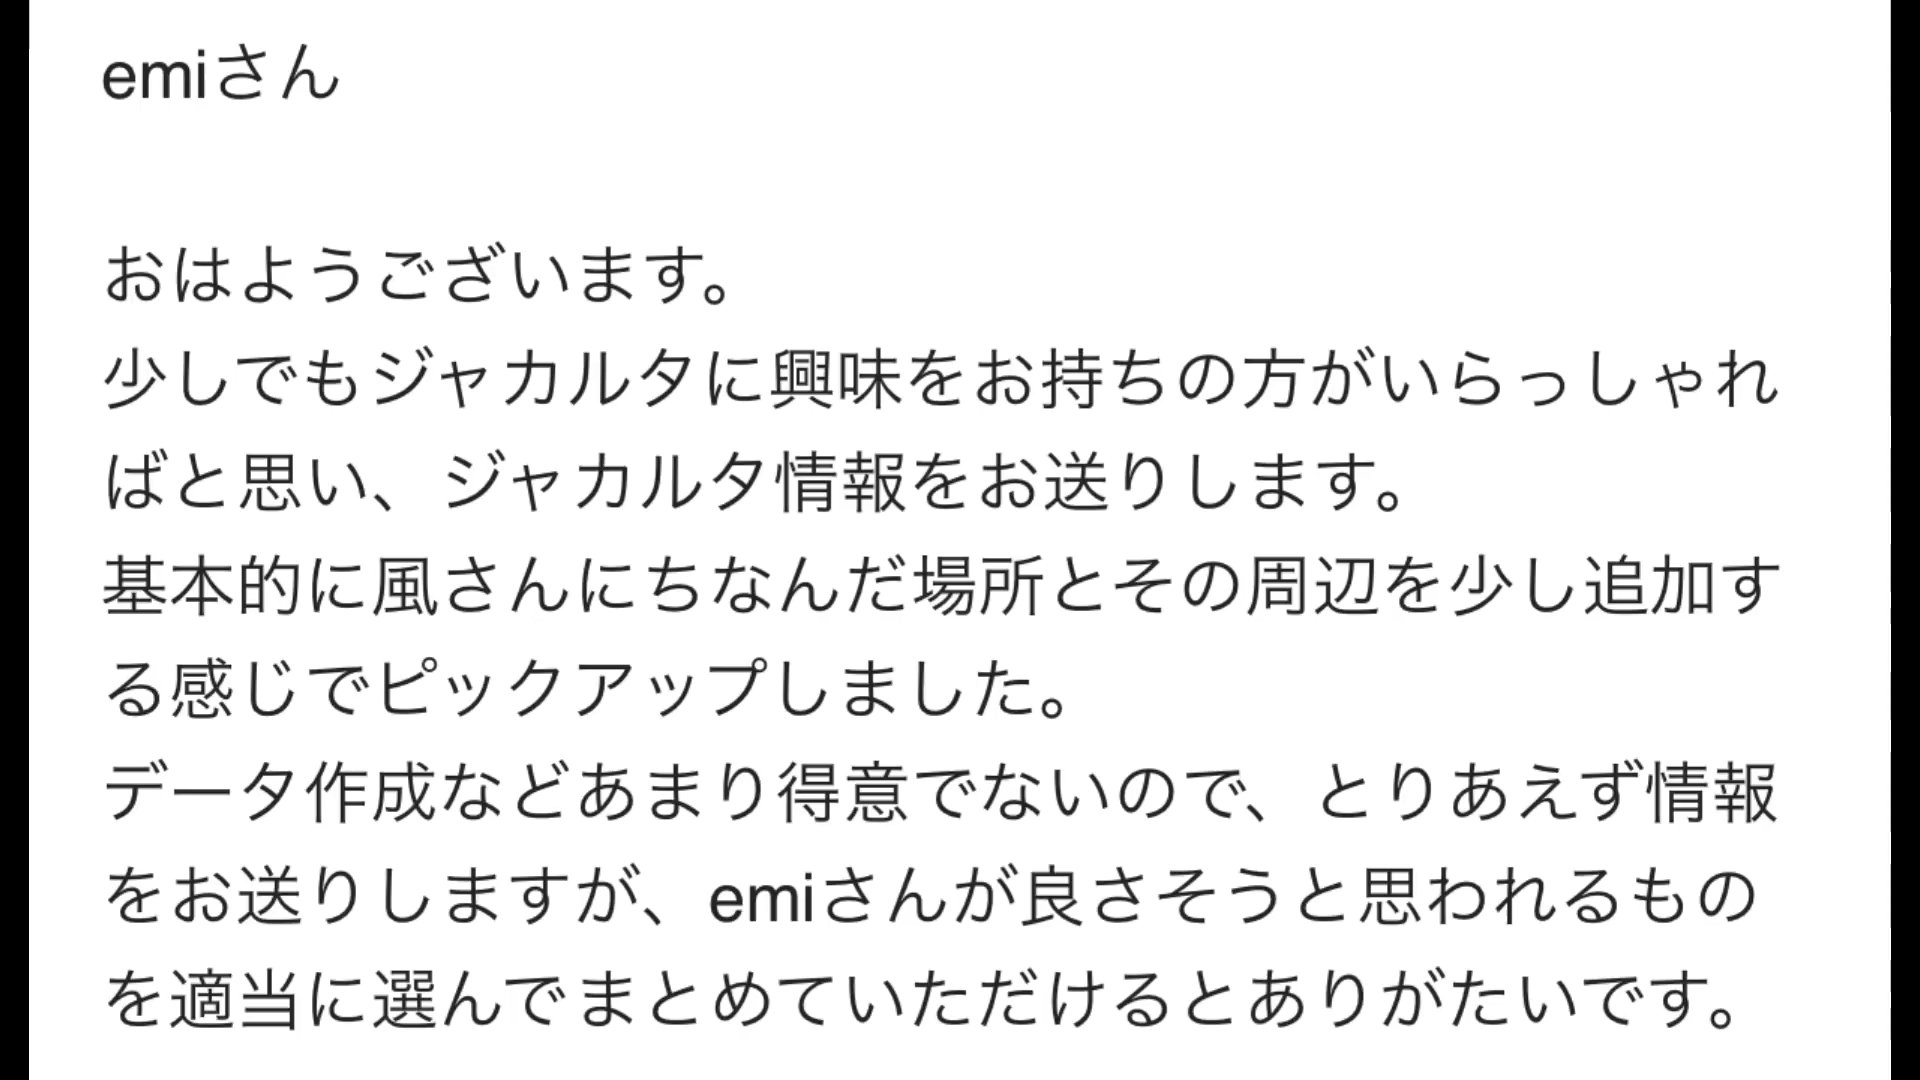 emiさん
おはようございます。
少しでもジャカルタに興味をお持ちの方がいらっしゃれ
ばと思い、ジャカルタ情報をお送りします。
基本的に風さんにちなんだ場所とその周辺を少し追加す
る感じでピックアップしました。
データ作成などあまり得意でないので、とりあえず情報
をお送りしますが、emiさんが良さそうと思われるもの
を適当に選んでまとめていただけるとありがたいです。